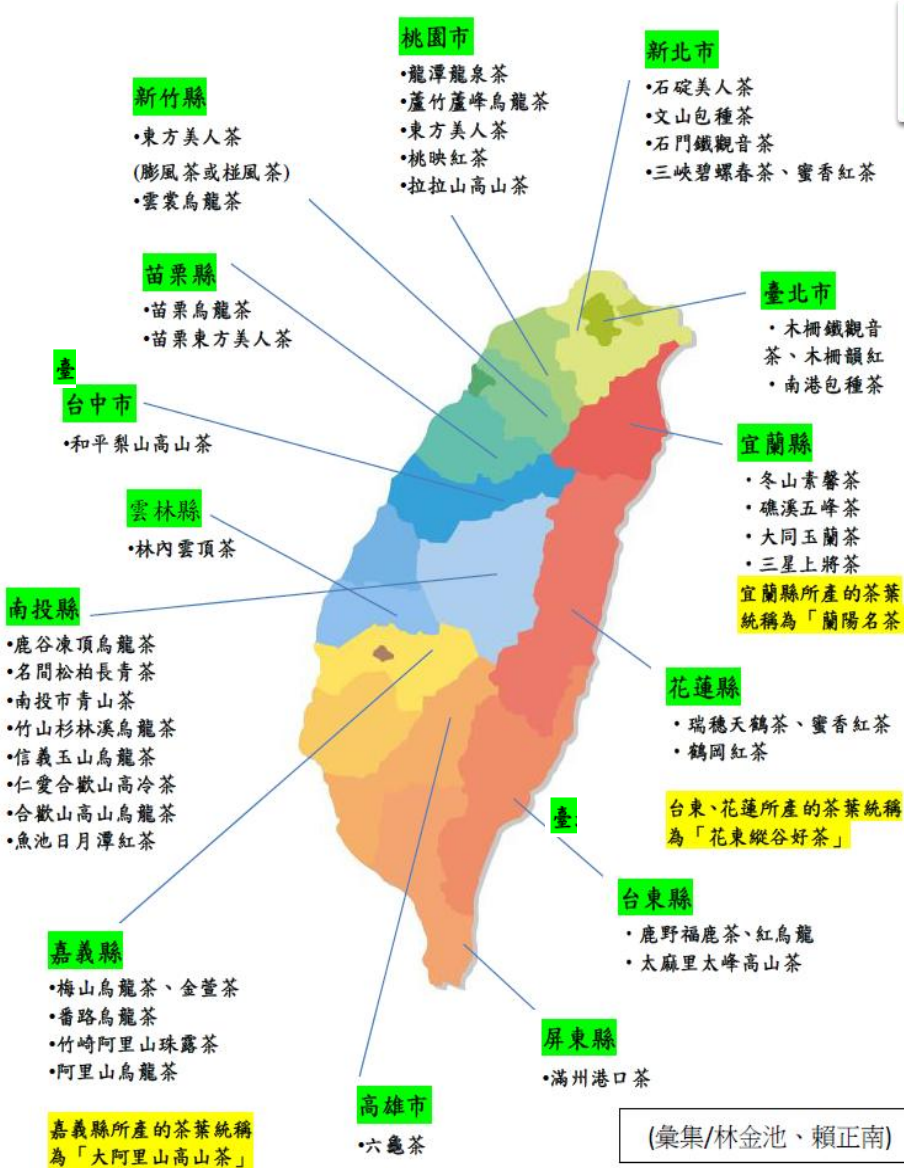 桃園市
•龍潭龍泉茶
•蘆竹蘆峰烏龍茶
•東方美人茶
•桃映紅茶
•拉拉山高山茶
新北市
•石碇美人茶
•文山包種茶
•石門鐵觀音茶
•三峽碧螺春茶、蜜香紅茶
新竹縣
•東方美人茶
(膨風茶或椪風茶)
•雲裳烏龍茶
苗栗縣
•苗栗烏龍茶
•苗栗東方美人茶
臺北市
•木柵鐵觀音
茶、木柵韻紅
•南港包種茶
臺
台中市
•和平梨山高山茶
宜蘭縣
•冬山素馨茶
•礁溪五峰茶
•大同玉蘭茶
•三星上將茶
宜蘭縣所產的茶葉
統稱為「蘭陽名茶
雲林縣
•林內雲頂茶
南投縣
•鹿谷凍頂烏龍茶
•名間松柏長青茶
•南投市青山茶
•竹山杉林溪烏龍茶
•信義玉山烏龍茶
•仁愛合歡山高冷茶
•合歡山高山烏龍茶
•魚池日月潭紅茶
花蓮縣
•瑞穗天鶴茶、蜜香紅茶
•鶴岡紅茶
台東、花蓮所產的茶葉統稱
為「花東縱谷好茶」
臺
台東縣
•鹿野福鹿茶、紅烏龍
•太麻里太峰高山茶
嘉義縣
•梅山烏龍茶、金萱茶
•番路烏龍茶
•竹崎阿里山珠露茶
•阿里山烏龍茶
嘉義縣所產的茶葉統稱
為「大阿里山高山茶」
屏東縣
•滿州港口茶
高雄市
•六龜茶
(彙集/林金池、賴正南)